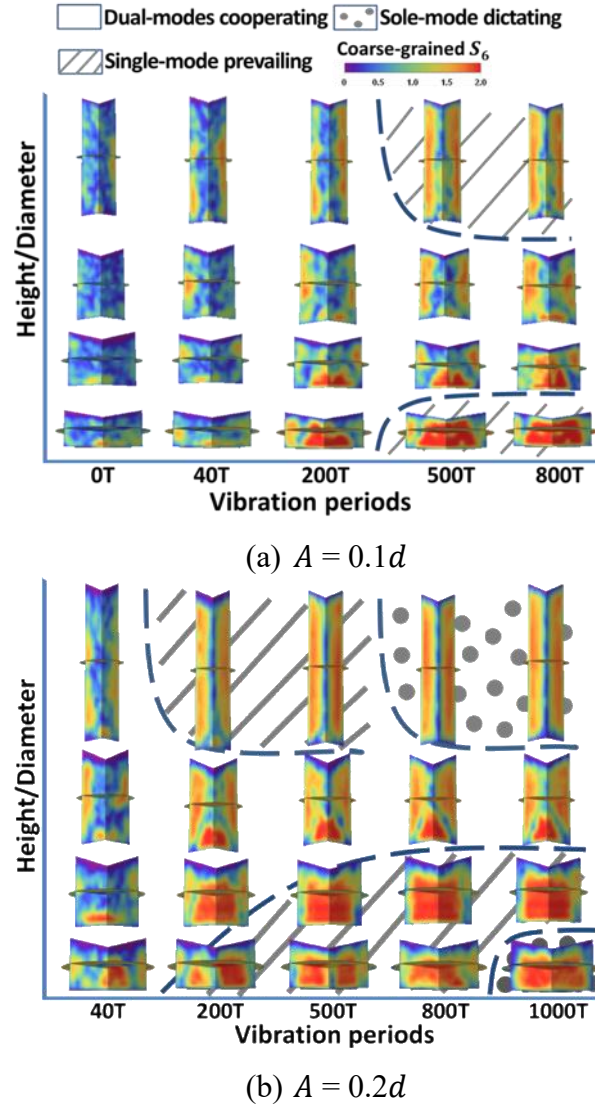 Dual-modes cooperating Sole-mode dictating
Single-mode prevailing Coarse-grained S₆
0 0.5 1.0 1.5 2.0
Height/Diameter
0T 40T 200T 500T 800T
Vibration periods
(a) A = 0.1d
Height/Diameter
40T 200T 500T 800T 1000T
Vibration periods
(b) A = 0.2d